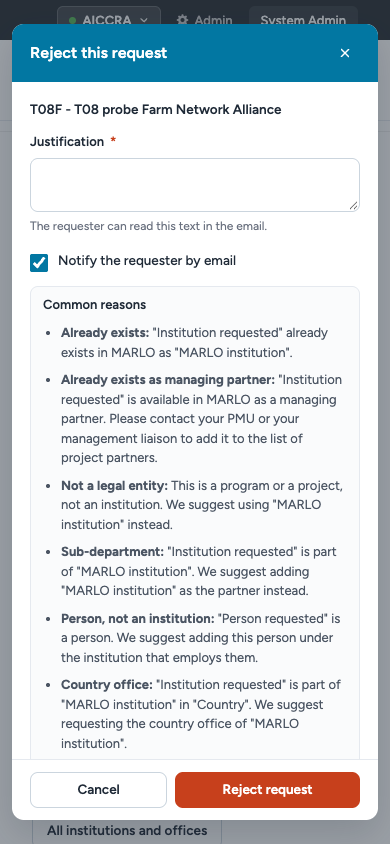 AICCRA Admin System Admin
Reject this request
T08F - T08 probe Farm Network Alliance
Justification *
The requester can read this text in the email.
Notify the requester by email
Common reasons
• Already exists: "Institution requested" already
exists in MARLO as "MARLO institution".
• Already exists as managing partner: "Institution
requested" is available in MARLO as a managing
partner. Please contact your PMU or your
management liaison to add it to the list of
project partners.
• Not a legal entity: This is a program or a project,
not an institution. We suggest using "MARLO
institution" instead.
• Sub-department: "Institution requested" is part
of "MARLO institution". We suggest adding
"MARLO institution" as the partner instead.
• Person, not an institution: "Person requested" is
a person. We suggest adding this person under
the institution that employs them.
• Country office: "Institution requested" is part of
"MARLO institution" in "Country". We suggest
requesting the country office of "MARLO
institution".
Cancel Reject request
All institutions and offices